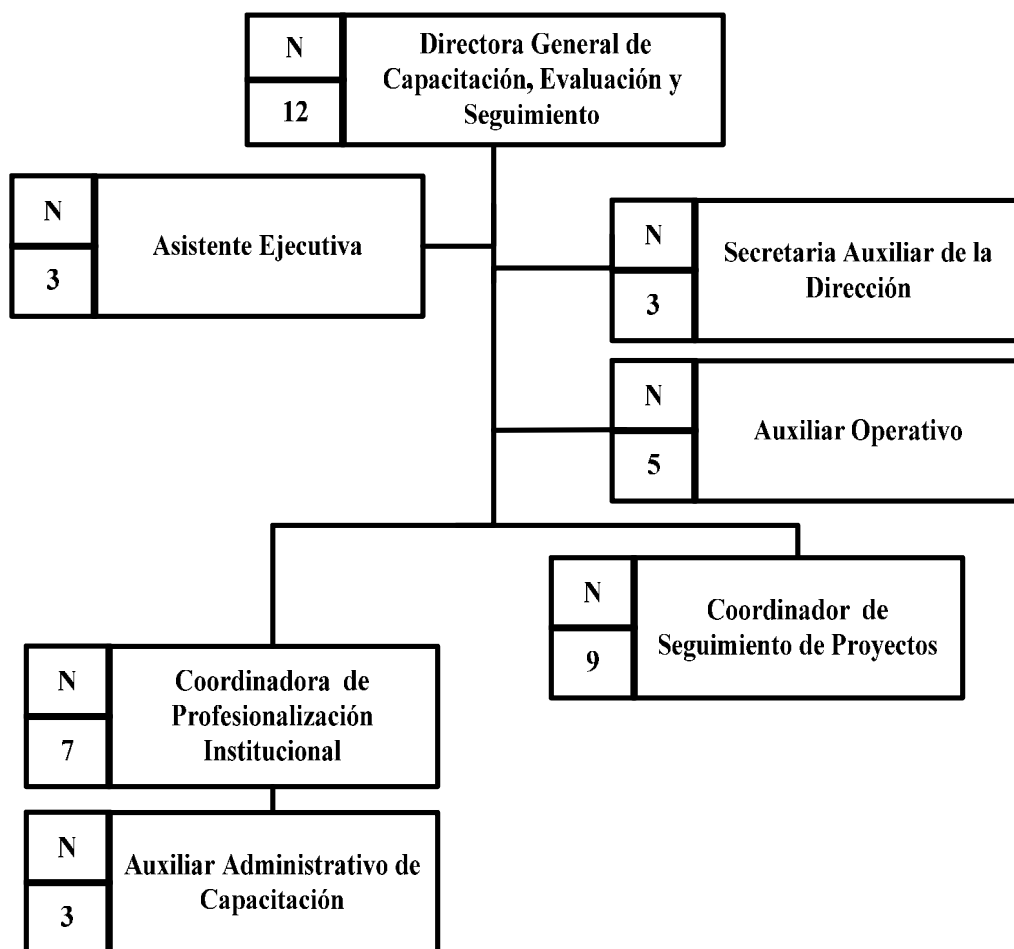 N
12
Directora General de
Capacitación, Evaluación y
Seguimiento
N
3
Asistente Ejecutiva
N
3
Secretaria Auxiliar de la
Dirección
N
5
Auxiliar Operativo
N
9
Coordinador de
Seguimiento de Proyectos
N
7
Coordinadora de
Profesionalización
Institucional
N
3
Auxiliar Administrativo de
Capacitación